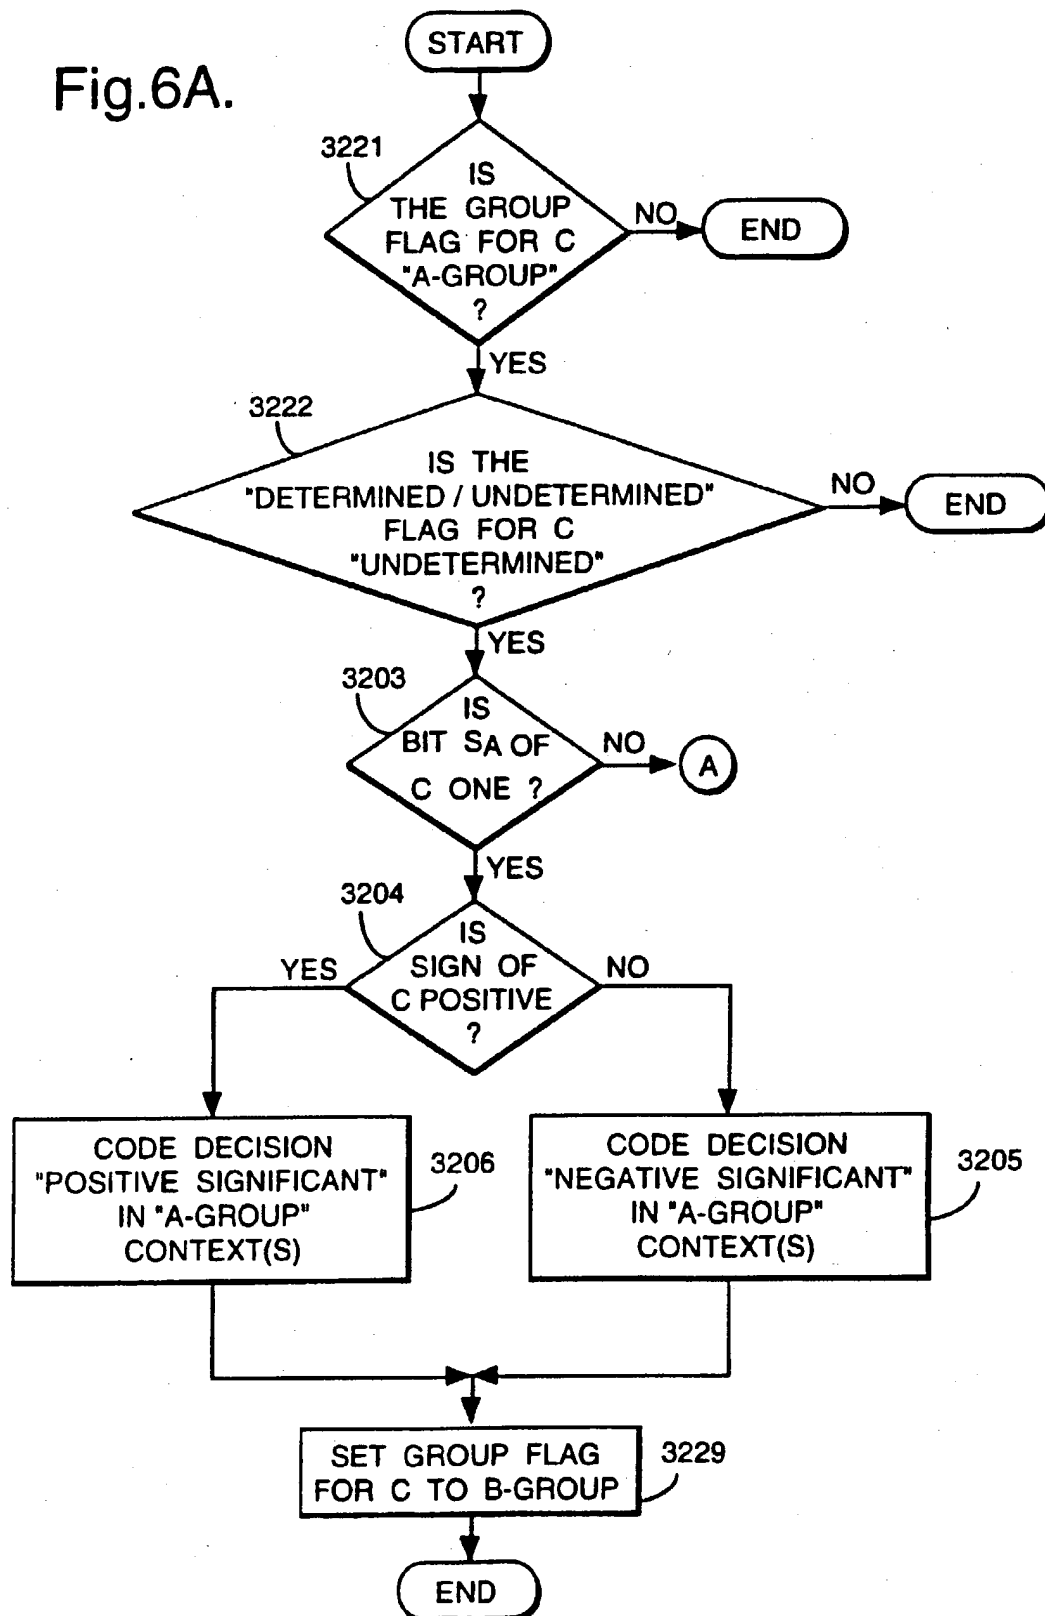 START
Fig.6A.
3221
IS
THE GROUP
FLAG FOR C
"A-GROUP"
?
NO
END
YES
3222
IS THE
"DETERMINED / UNDETERMINED"
FLAG FOR C
"UNDETERMINED"
?
NO
END
YES
3203
IS
BIT SA OF
C ONE ?
NO
A
YES
3204
IS
SIGN OF
C POSITIVE
?
YES
NO
CODE DECISION
"POSITIVE SIGNIFICANT"
IN "A-GROUP"
CONTEXT(S)
3206
CODE DECISION
"NEGATIVE SIGNIFICANT"
IN "A-GROUP"
CONTEXT(S)
3205
SET GROUP FLAG
FOR C TO B-GROUP
3229
END